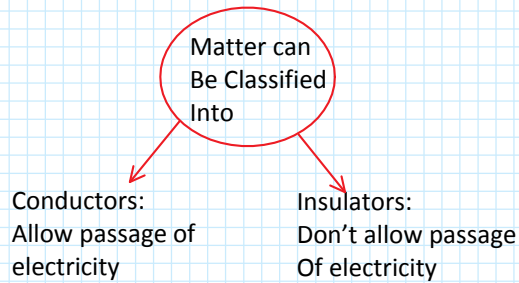 Matter can
Be Classified
Into
Conductors:
Allow passage of
electricity
Insulators:
Don’t allow passage
Of electricity